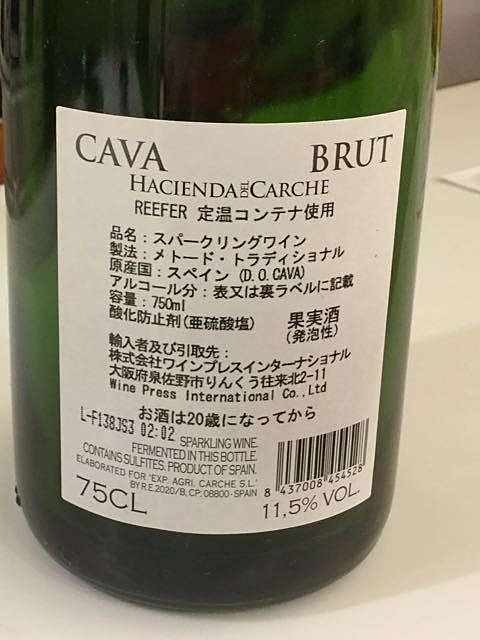 CAVA BRUT
HACIENDA DEL CARCHE
REEFER 定温コンテナ使用
品名：スパークリングワイン
製法：メトード・トラディショナル
原産国：スペイン (D.O.CAVA)
アルコール分：表又は裏ラベルに記載
容量：750ml
酸化防止剤(亜硫酸塩) 果実酒
(発泡性)
輸入者及び引取先：
株式会社ワインプレスインターナショナル
大阪府泉佐野市りんくう往来北2-11
Wine Press International Co.,Ltd
お酒は20歳になってから
L-F138JS3 02:02
SPARKLING WINE.
FERMENTED IN THIS BOTTLE.
CONTAINS SULFITES. PRODUCT OF SPAIN.
ELABORATED FOR "EXP. AGRI. CARCHE S.L."
BY R.E.2020/B, CP: 08800 - SPAIN
75CL
8 437008 454528
11,5% VOL.